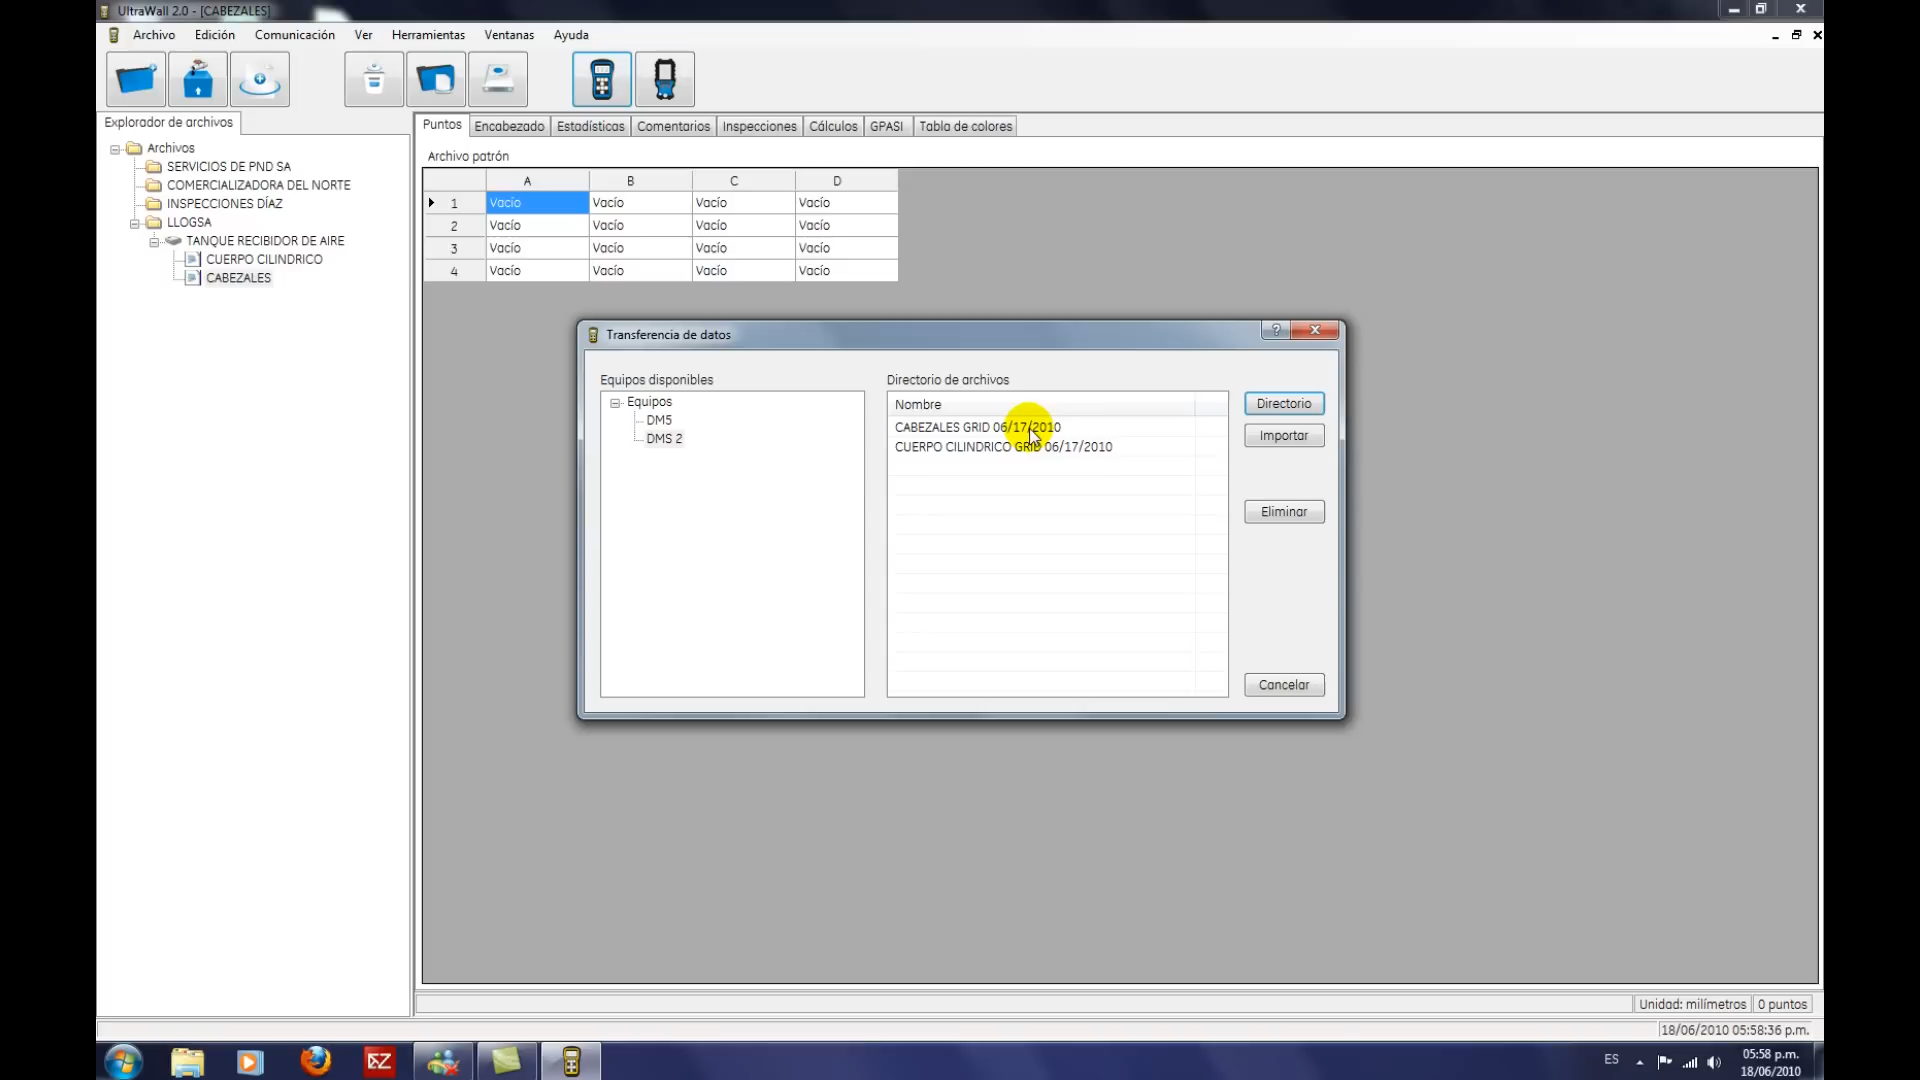 UltraWall 2.0 - [CABEZALES]
Archivo Edición Comunicación Ver Herramientas Ventanas Ayuda
Explorador de archivos
Archivos
SERVICIOS DE PND SA
COMERCIALIZADORA DEL NORTE
INSPECCIONES DÍAZ
LLOGSA
TANQUE RECIBIDOR DE AIRE
CUERPO CILINDRICO
CABEZALES
Puntos Encabezado Estadísticas Comentarios Inspecciones Cálculos GPASI Tabla de colores
Archivo patrón
A B C D
1 Vacío Vacío Vacío Vacío
2 Vacío Vacío Vacío Vacío
3 Vacío Vacío Vacío Vacío
4 Vacío Vacío Vacío Vacío
Transferencia de datos
Equipos disponibles
Equipos
DM5
DMS 2
Directorio de archivos
Nombre
CABEZALES GRID 06/17/2010
CUERPO CILINDRICO GRID 06/17/2010
Directorio
Importar
Eliminar
Cancelar
Unidad: milímetros 0 puntos
18/06/2010 05:58:36 p.m.
ES
05:58 p.m.
18/06/2010